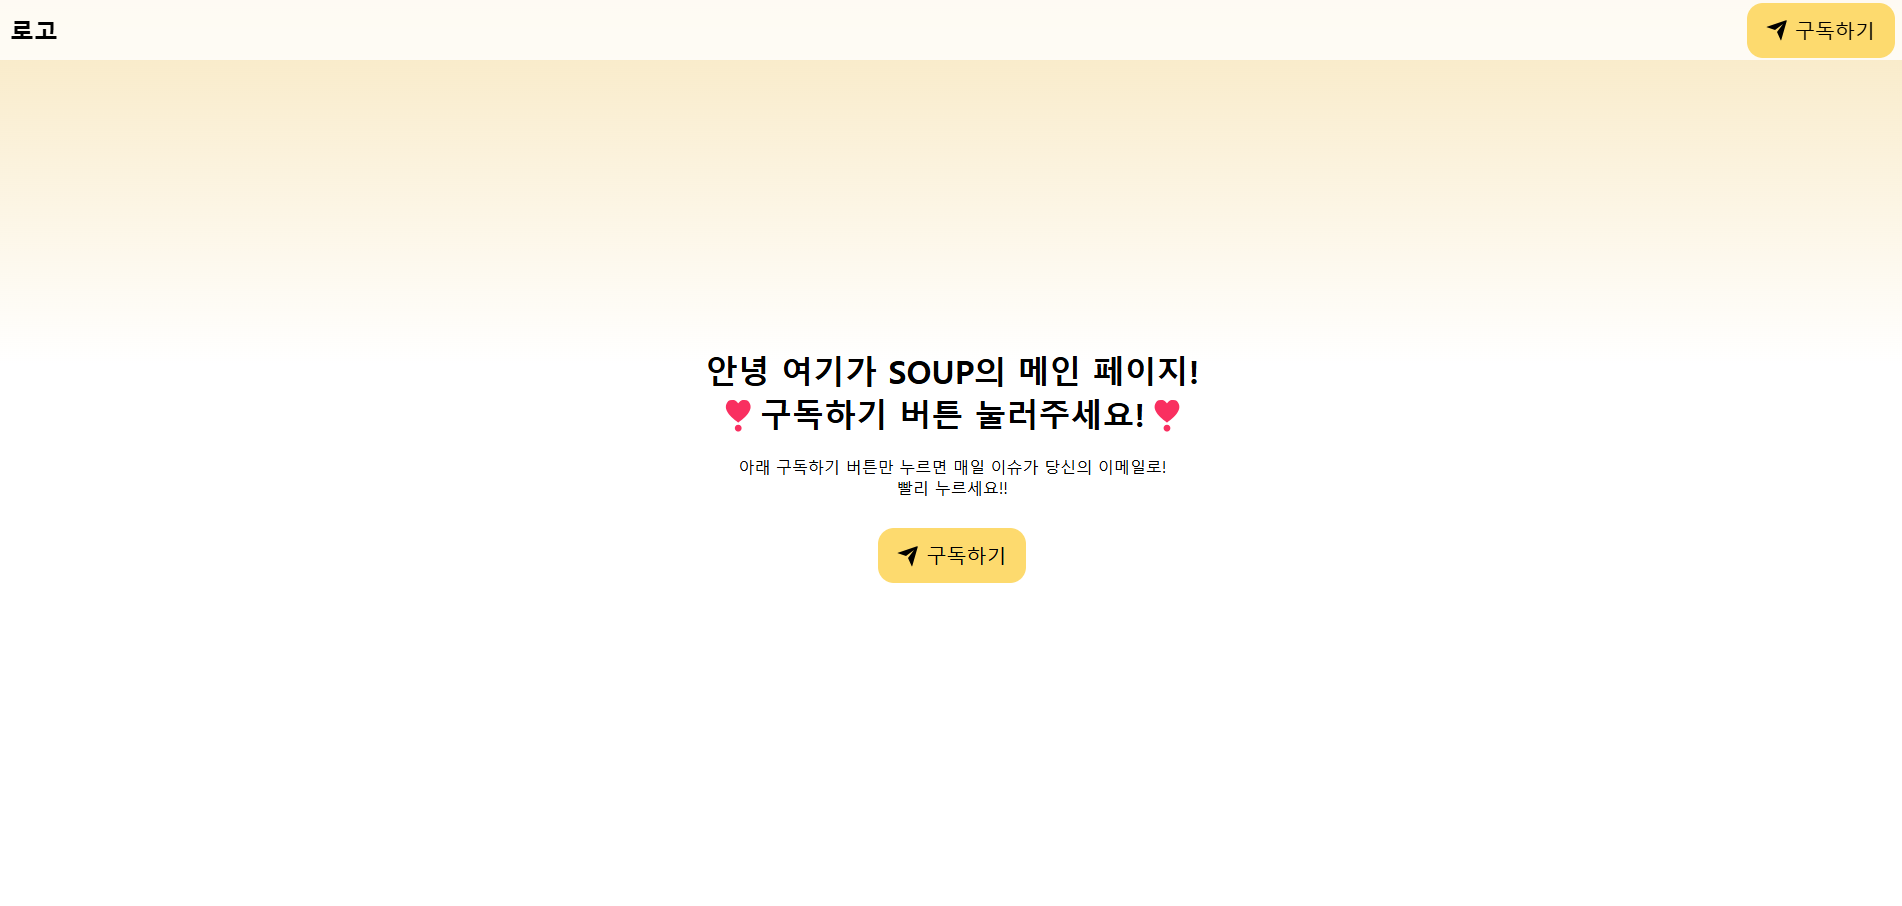 로고
구독하기
안녕 여기가 SOUP의 메인 페이지!
❣구독하기 버튼 눌러주세요!❣
아래 구독하기 버튼만 누르면 매일 이슈가 당신의 이메일로!
빨리 누르세요!!
구독하기